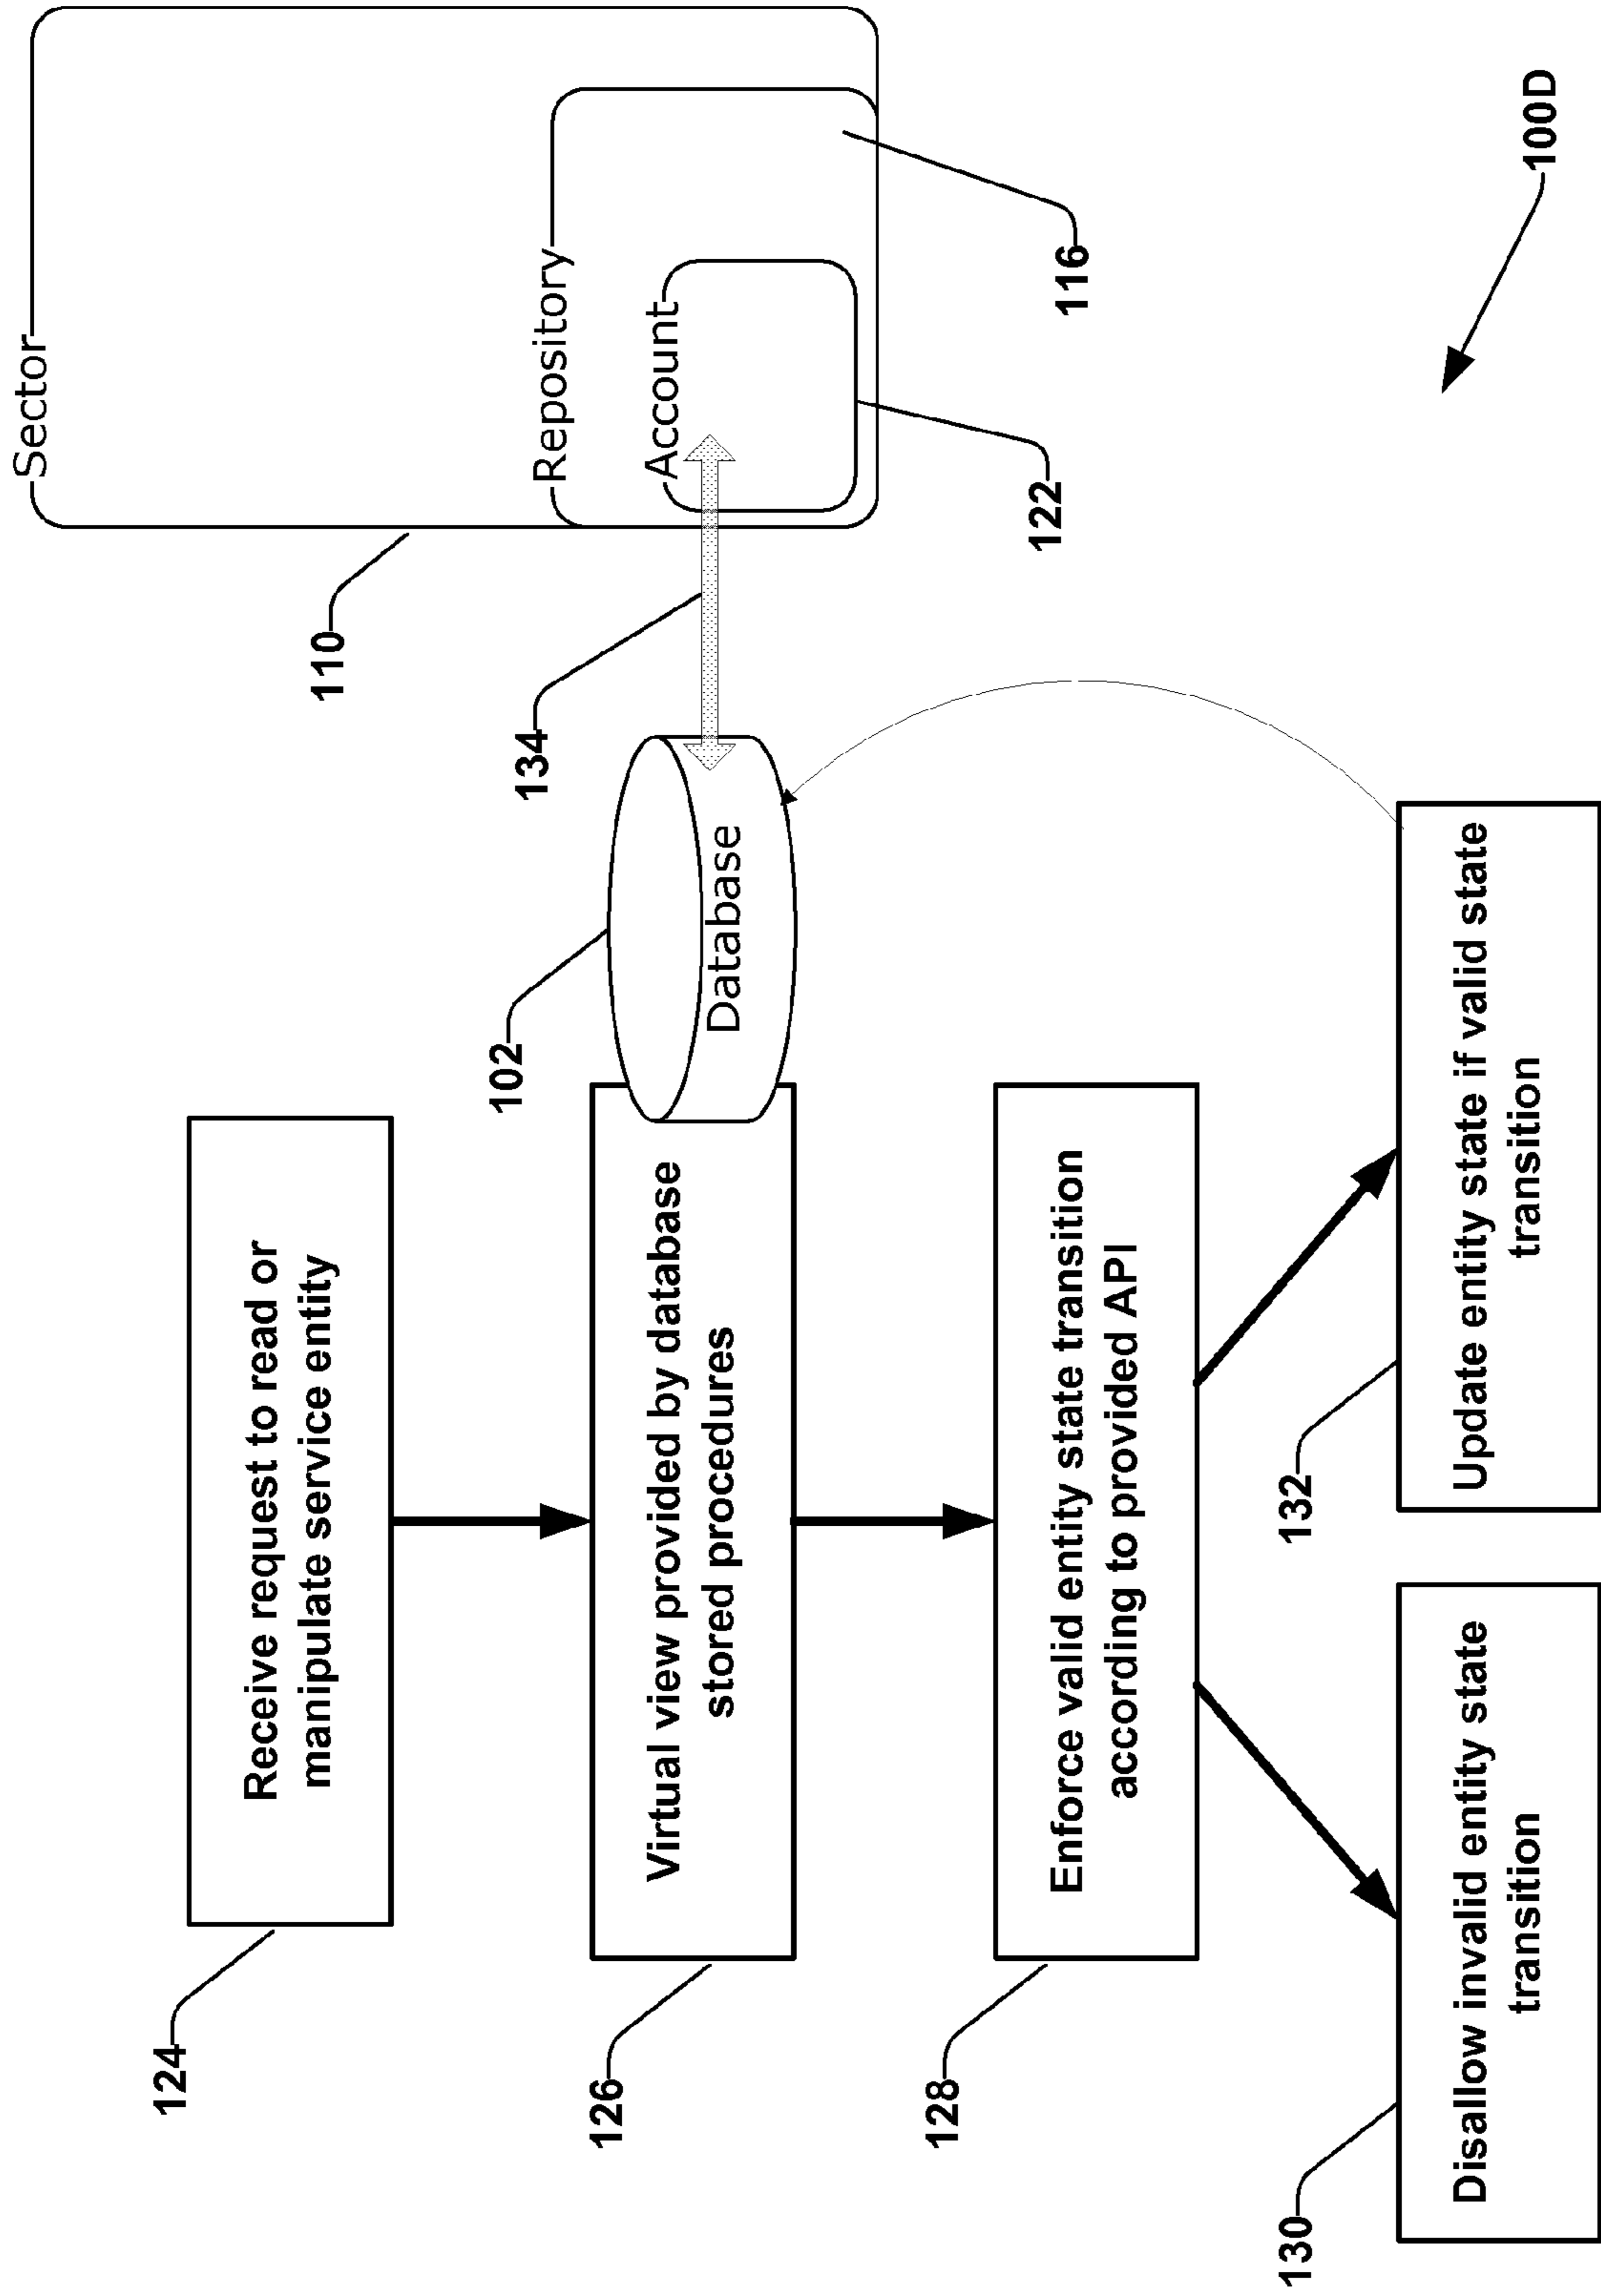 124
Receive request to read or
manipulate service entity
110
Sector
126
Virtual view provided by database
stored procedures
102
Database
134
Repository
Account
128
Enforce valid entity state transition
according to provided API
122
116
130
Disallow invalid entity state
transition
132
Update entity state if valid state
transition
100D